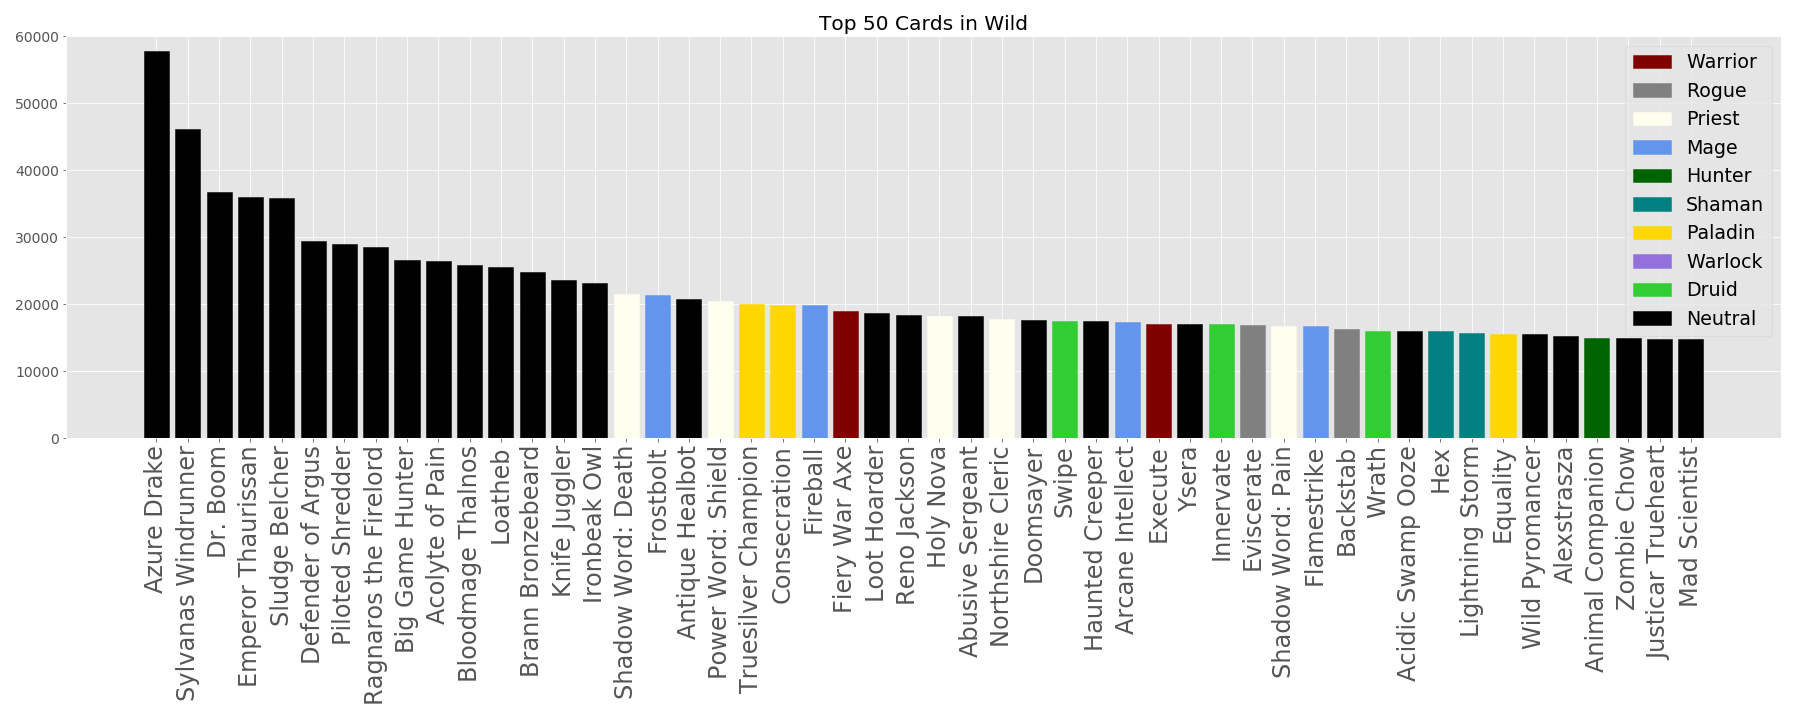 Top 50 Cards in Wild
60000
50000
40000
30000
20000
10000
0
Warrior
Rogue
Priest
Mage
Hunter
Shaman
Paladin
Warlock
Druid
Neutral
Azure Drake
Sylvanas Windrunner
Dr. Boom
Emperor Thaurissan
Sludge Belcher
Defender of Argus
Piloted Shredder
Ragnaros the Firelord
Big Game Hunter
Acolyte of Pain
Bloodmage Thalnos
Loatheb
Brann Bronzebeard
Knife Juggler
Ironbeak Owl
Shadow Word: Death
Frostbolt
Antique Healbot
Power Word: Shield
Truesilver Champion
Consecration
Fireball
Fiery War Axe
Loot Hoarder
Reno Jackson
Holy Nova
Abusive Sergeant
Northshire Cleric
Doomsayer
Swipe
Haunted Creeper
Arcane Intellect
Execute
Ysera
Innervate
Eviscerate
Shadow Word: Pain
Flamestrike
Backstab
Wrath
Acidic Swamp Ooze
Hex
Lightning Storm
Equality
Wild Pyromancer
Alexstrasza
Animal Companion
Zombie Chow
Justicar Trueheart
Mad Scientist